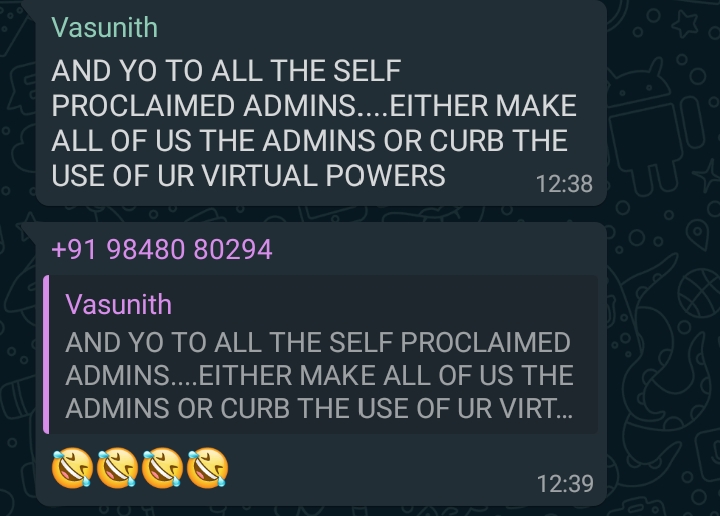 Vasunith
AND YO TO ALL THE SELF
PROCLAIMED ADMINS....EITHER MAKE
ALL OF US THE ADMINS OR CURB THE
USE OF UR VIRTUAL POWERS
12:38
+91 98480 80294
Vasunith
AND YO TO ALL THE SELF PROCLAIMED
ADMINS....EITHER MAKE ALL OF US THE
ADMINS OR CURB THE USE OF UR VIRT...
🤣🤣🤣🤣
12:39